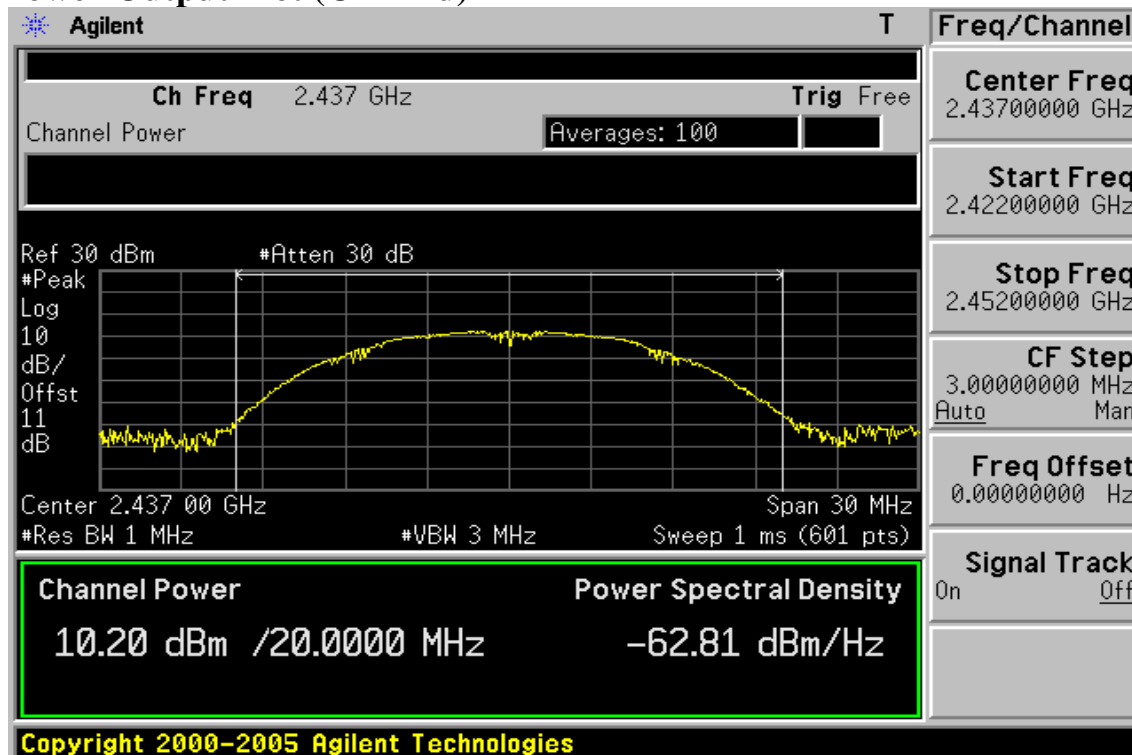 Agilent T Freq/Channel
Ch Freq 2.437 GHz Trig Free
Channel Power Averages: 100
Center Freq
2.43700000 GHz
Start Freq
2.42200000 GHz
Stop Freq
2.45200000 GHz
CF Step
3.00000000 MHz
Auto Man
Freq Offset
0.00000000 Hz
Signal Track
On Off
Ref 30 dBm #Atten 30 dB
#Peak
Log
10
dB/
Offst
11
dB
Center 2.437 00 GHz Span 30 MHz
#Res BW 1 MHz #VBW 3 MHz Sweep 1 ms (601 pts)
Channel Power Power Spectral Density
10.20 dBm /20.0000 MHz -62.81 dBm/Hz
Copyright 2000-2005 Agilent Technologies